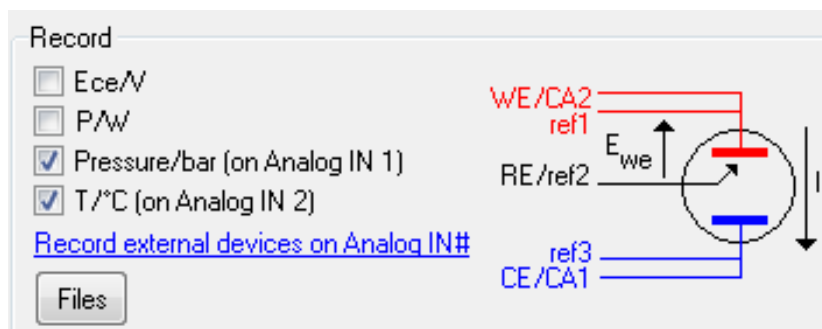 Record
Ece/V
P/W
Pressure/bar (on Analog IN 1)
T/°C (on Analog IN 2)
Record external devices on Analog IN#
Files
WE/CA2
ref1
Ewe
RE/ref2
I
ref3
CE/CA1